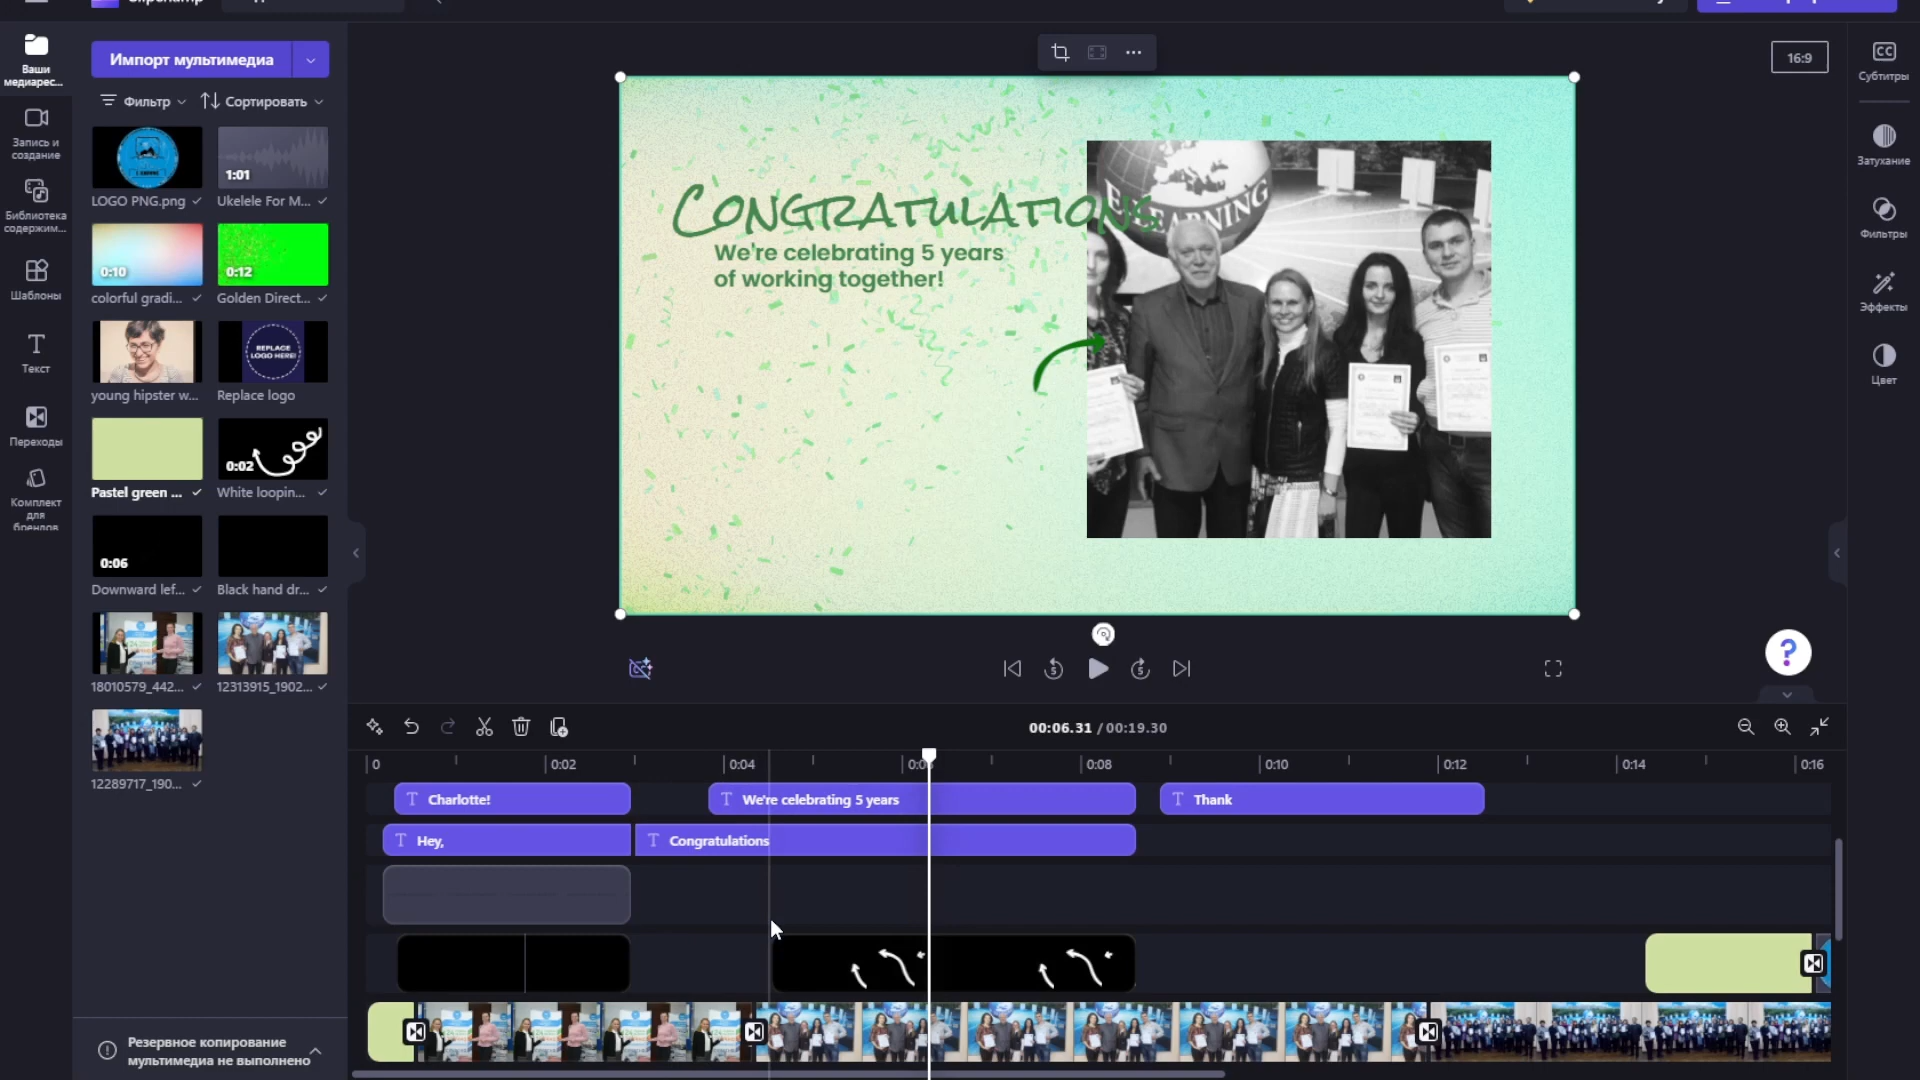 16:9
Ваши
медиарес...
Импорт мультимедиа
Фильтр
Сортировать
Запись и
создание
Библиотека
содержим...
Шаблоны
Текст
Переходы
Комплект
для
брендов
1:01
LOGO PNG.png
Ukelele For M...
0:10
0:12
colorful gradi...
Golden Direct...
REPLACE
LOGO HERE!
young hipster w...
Replace logo
0:02
Pastel green ...
White loopin...
0:06
Downward lef...
Black hand dr...
18010579_442...
12313915_1902...
12289717_190...
Резервное копирование
мультимедиа не выполнено
Congratulations
We're celebrating 5 years
of working together!
Субтитры
Затухание
Фильтры
Эффекты
Цвет
?
00:06.31 / 00:19.30
0
0:02
0:04
0:08
0:10
0:12
0:14
0:16
Charlotte!
We're celebrating 5 years
Thank
Hey,
Congratulations